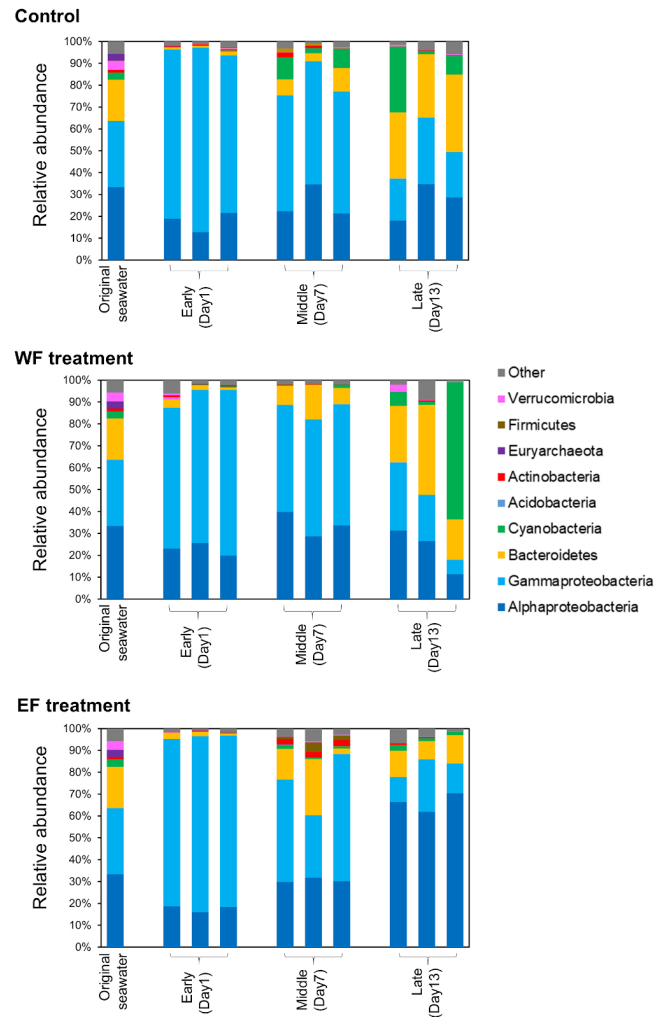 Control
Relative abundance
100%
90%
80%
70%
60%
50%
40%
30%
20%
10%
0%
Original
seawater
Early
(Day1)
Middle
(Day7)
Late
(Day13)
WF treatment
Relative abundance
100%
90%
80%
70%
60%
50%
40%
30%
20%
10%
0%
Original
seawater
Early
(Day1)
Middle
(Day7)
Late
(Day13)
Other
Verrucomicrobia
Firmicutes
Euryarchaeota
Actinobacteria
Acidobacteria
Cyanobacteria
Bacteroidetes
Gammaproteobacteria
Alphaproteobacteria
EF treatment
Relative abundance
100%
90%
80%
70%
60%
50%
40%
30%
20%
10%
0%
Original
seawater
Early
(Day1)
Middle
(Day7)
Late
(Day13)